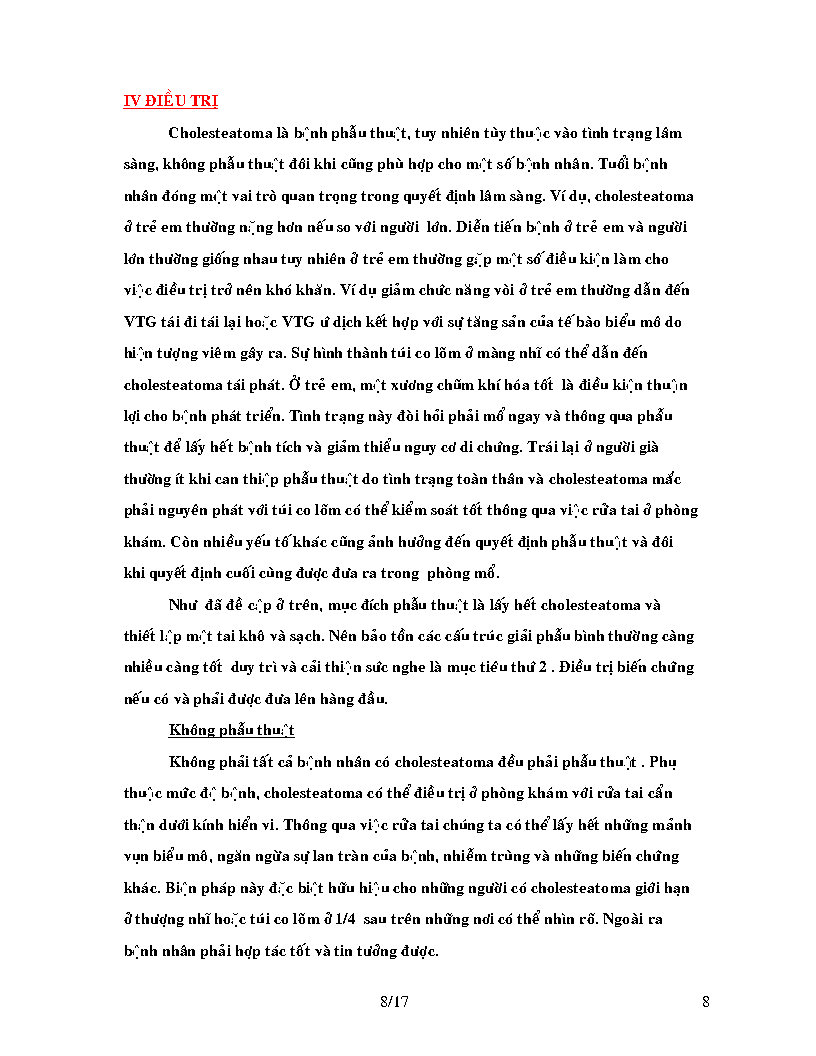 IV ĐIỀU TRỊ
Cholesteatoma là bệnh phẫu thuật, tuy nhiên tùy thuộc vào tình trạng lâm
sàng, không phẫu thuật đôi khi cũng phù hợp cho một số bệnh nhân. Tuổi bệnh
nhân đóng một vai trò quan trọng trong quyết định lâm sàng. Ví dụ, cholesteatoma
ở trẻ em thường nặng hơn nếu so với người lớn. Diễn tiến bệnh ở trẻ em và người
lớn thường giống nhau tuy nhiên ở trẻ em thường gặp một số điều kiện làm cho
việc điều trị trở nên khó khăn. Ví dụ giảm chức năng vòi ở trẻ em thường dẫn đến
VTG tái đi tái lại hoặc VTG ứ dịch kết hợp với sự tăng sản của tế bào biểu mô do
hiện tượng viêm gây ra. Sự hình thành túi co lõm ở màng nhĩ có thể dẫn đến
cholesteatoma tái phát. Ở trẻ em, một xương chũm khí hóa tốt là điều kiện thuận
lợi cho bệnh phát triển. Tình trạng này đòi hỏi phải mổ ngay và thông qua phẫu
thuật để lấy hết bệnh tích và giảm thiểu nguy cơ di chứng. Trái lại ở người già
thường ít khi can thiệp phẫu thuật do tình trạng toàn thân và cholesteatoma mắc
phải nguyên phát với túi co lõm có thể kiểm soát tốt thông qua việc rửa tai ở phòng
khám. Còn nhiều yếu tố khác cũng ảnh hưởng đến quyết định phẫu thuật và đôi
khi quyết định cuối cùng được đưa ra trong phòng mổ.
Như đã đề cập ở trên, mục đích phẫu thuật là lấy hết cholesteatoma và
thiết lập một tai khô và sạch. Nên bảo tồn các cấu trúc giải phẫu bình thường càng
nhiều càng tốt duy trì và cải thiện sức nghe là mục tiêu thứ 2 . Điều trị biến chứng
nếu có và phải được đưa lên hàng đầu.
Không phẫu thuật
Không phải tất cả bệnh nhân có cholesteatoma đều phải phẫu thuật . Phụ
thuộc mức độ bệnh, cholesteatoma có thể điều trị ở phòng khám với rửa tai cẩn
thận dưới kính hiển vi. Thông qua việc rửa tai chúng ta có thể lấy hết những mảnh
vụn biểu mô, ngăn ngừa sự lan tràn của bệnh, nhiễm trùng và những biến chứng
khác. Biện pháp này đặc biệt hữu hiệu cho những người có cholesteatoma giới hạn
ở thượng nhĩ hoặc túi co lõm ở 1/4 sau trên những nơi có thể nhìn rõ. Ngoài ra
bệnh nhân phải hợp tác tốt và tin tưởng được.
8/17 8